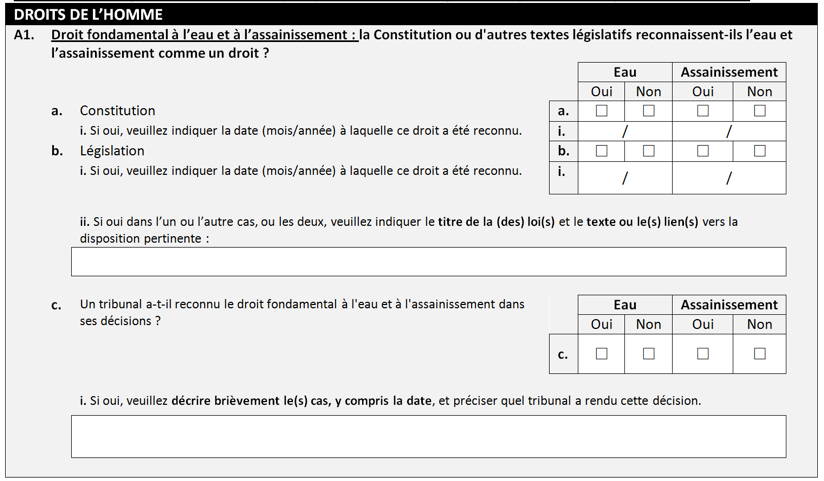 DROITS DE L’HOMME
A1. Droit fondamental à l’eau et à l’assainissement : la Constitution ou d'autres textes législatifs reconnaissent-ils l’eau et
l’assainissement comme un droit ?
Eau Assainissement
Oui Non Oui Non
a. Constitution a. ☐ ☐ ☐ ☐
i. Si oui, veuillez indiquer la date (mois/année) à laquelle ce droit a été reconnu. i. / /
b. Législation b. ☐ ☐ ☐ ☐
i. Si oui, veuillez indiquer la date (mois/année) à laquelle ce droit a été reconnu. i. / /
ii. Si oui dans l’un ou l’autre cas, ou les deux, veuillez indiquer le titre de la (des) loi(s) et le texte ou le(s) lien(s) vers la
disposition pertinente :
c. Un tribunal a-t-il reconnu le droit fondamental à l'eau et à l'assainissement dans
ses décisions ?
Eau Assainissement
Oui Non Oui Non
c. ☐ ☐ ☐ ☐
i. Si oui, veuillez décrire brièvement le(s) cas, y compris la date, et préciser quel tribunal a rendu cette décision.